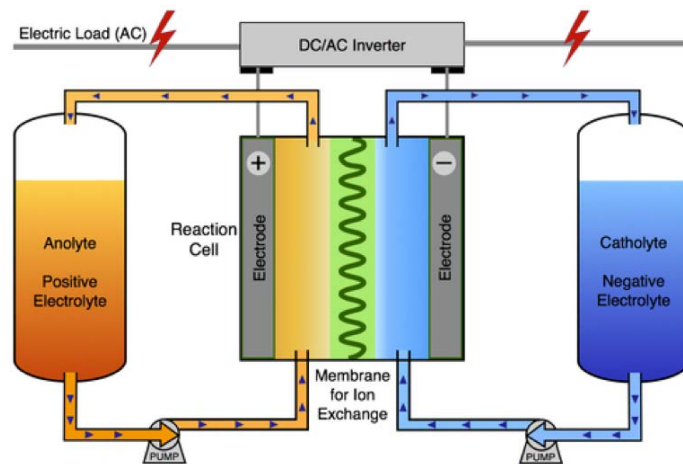 Electric Load (AC)
DC/AC Inverter
+
−
Anolyte
Positive
Electrolyte
Reaction
Cell
Electrode
Electrode
Catholyte
Negative
Electrolyte
Membrane
for Ion
Exchange
PUMP
PUMP